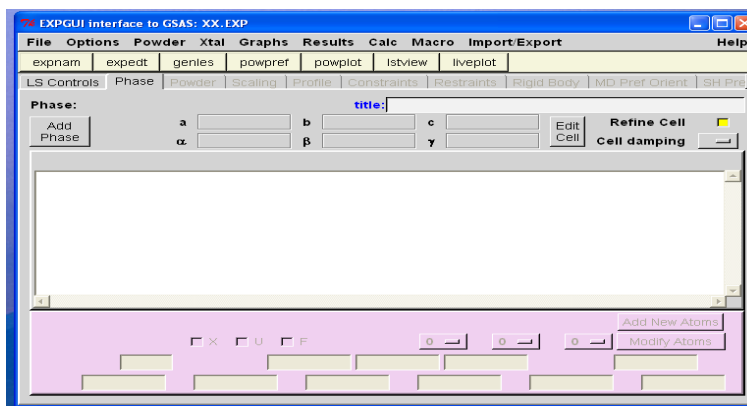 EXPGUI interface to GSAS: XX.EXP
File Options Powder Xtal Graphs Results Calc Macro Import/Export Help
expnam expedt genles powpref powplot lstview liveplot
LS Controls Phase Powder Scaling Profile Constraints Restraints Rigid Body MD Pref Orient SH Pre
Phase: title:
Add Phase a b c Edit Cell Refine Cell
α β γ Cell damping
Add New Atoms
X U F 0 0 0 Modify Atoms